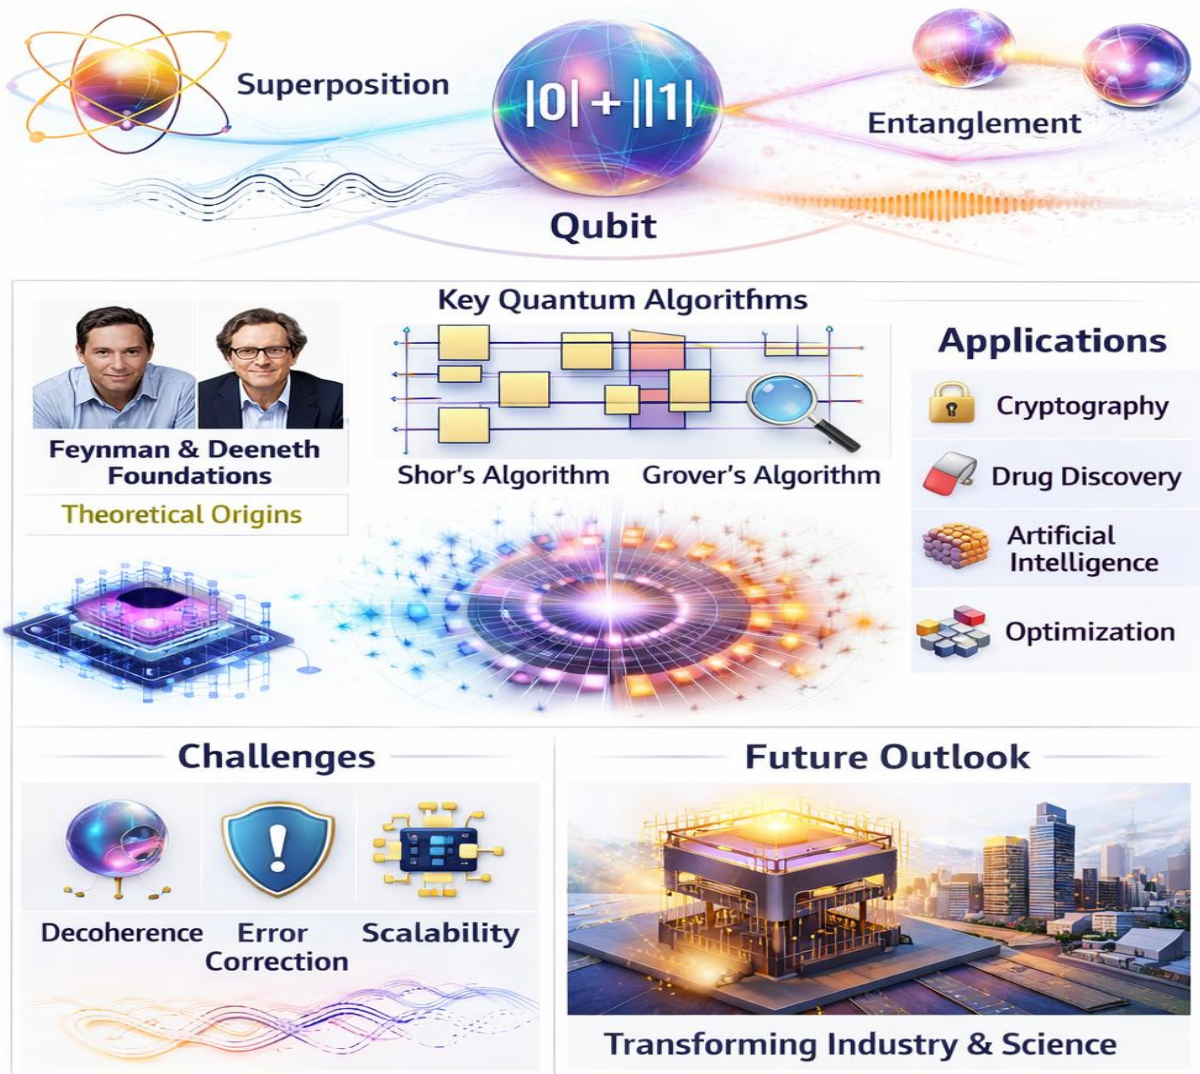 Superposition
|0| + ||1|
Entanglement
Qubit
Key Quantum Algorithms
Feynman & Deeneth
Foundations
Theoretical Origins
Shor's Algorithm
Grover's Algorithm
Applications
Cryptography
Drug Discovery
Artificial
Intelligence
Optimization
Challenges
Decoherence
Error
Correction
Scalability
Future Outlook
Transforming Industry & Science